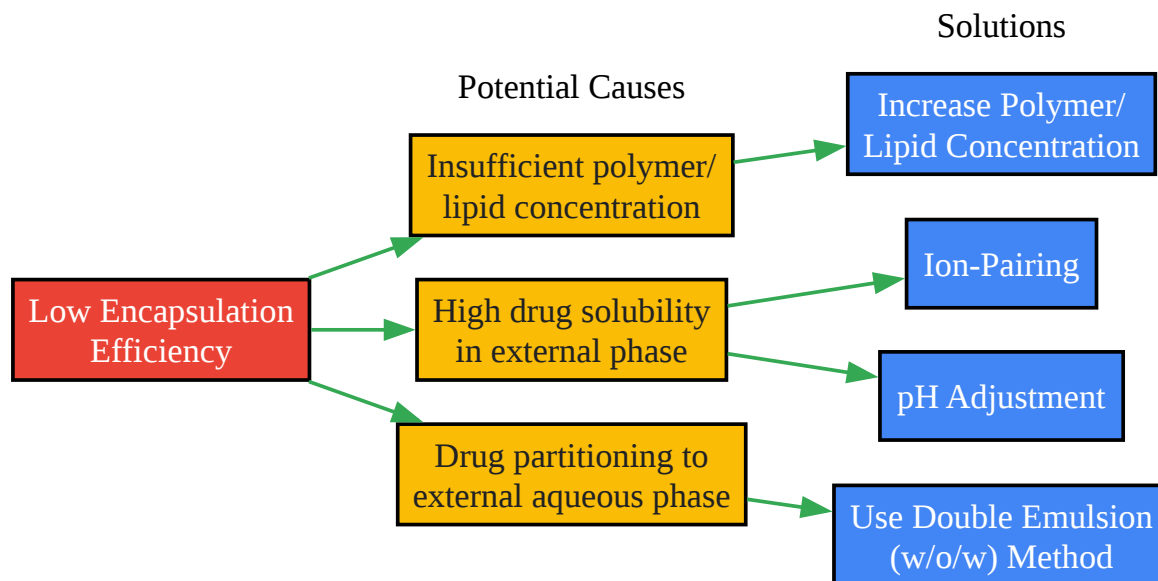 Solutions
Potential Causes
Increase Polymer/
Lipid Concentration
Insufficient polymer/
lipid concentration
Ion-Pairing
Low Encapsulation
Efficiency
High drug solubility
in external phase
pH Adjustment
Drug partitioning to
external aqueous phase
Use Double Emulsion
(w/o/w) Method